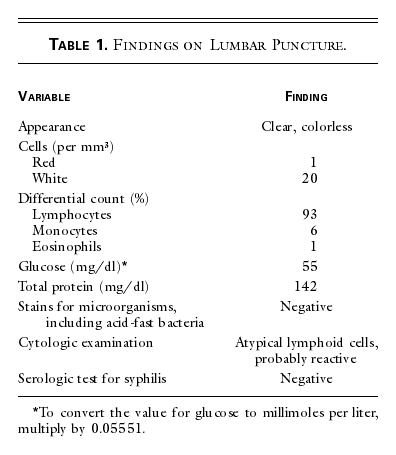 TABLE 1. FINDINGS ON LUMBAR PUNCTURE.
VARIABLE FINDING
Appearance Clear, colorless
Cells (per mm³)
Red 1
White 20
Differential count (%)
Lymphocytes 93
Monocytes 6
Eosinophils 1
Glucose (mg/dl)* 55
Total protein (mg/dl) 142
Stains for microorganisms, Negative
including acid-fast bacteria
Cytologic examination Atypical lymphoid cells,
probably reactive
Serologic test for syphilis Negative
*To convert the value for glucose to millimoles per liter,
multiply by 0.05551.